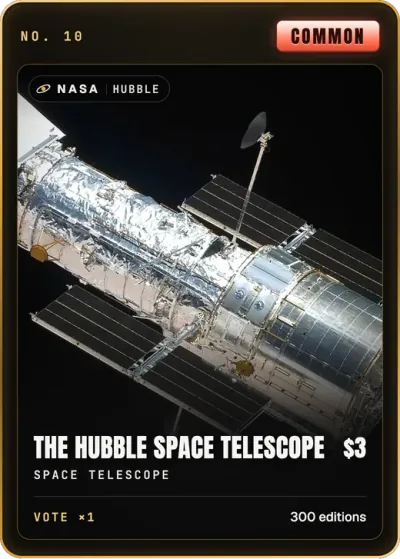 NO. 10 COMMON
NASA | HUBBLE
THE HUBBLE SPACE TELESCOPE $3
SPACE TELESCOPE
VOTE ×1 300 editions